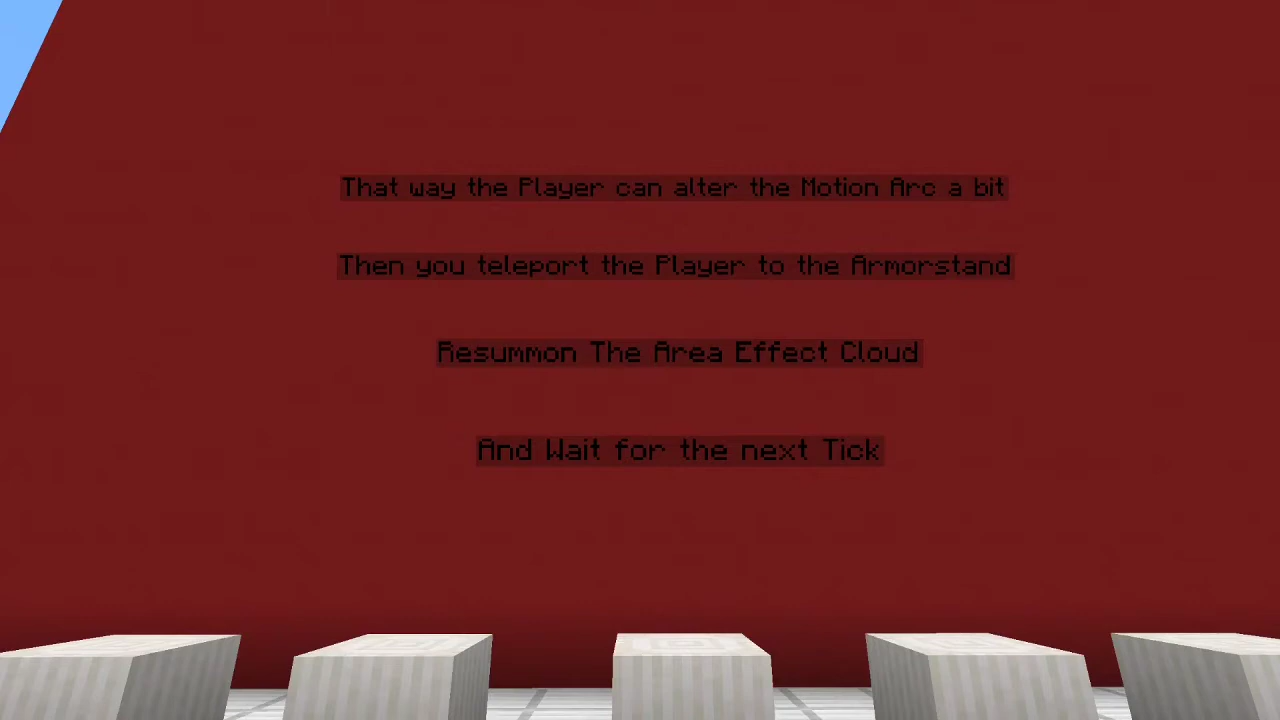 That way the Player can alter the Motion Arc a bit
Then you teleport the Player to the Armorstand
Resummon The Area Effect Cloud
And Wait for the next Tick